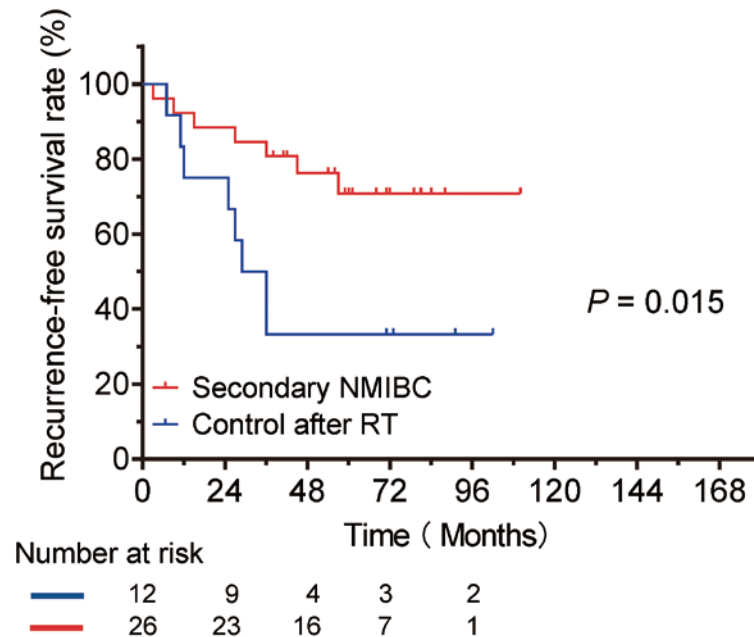 Recurrence-free survival rate (%)
100
80
60
40
20
0
P = 0.015
Secondary NMIBC
Control after RT
0 24 48 72 96 120 144 168
Time ( Months)
Number at risk
12 9 4 3 2
26 23 16 7 1